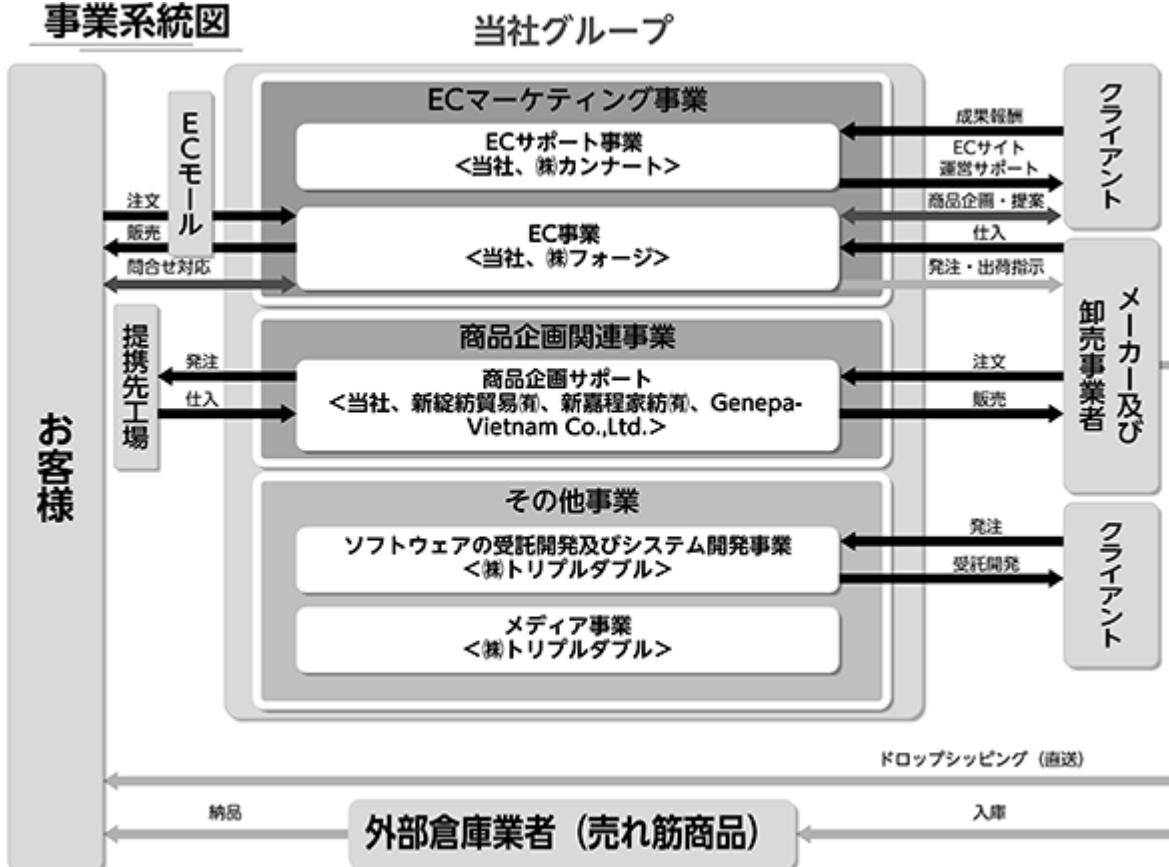 事業系統図
当社グループ
お客様
ECモール
注文
販売
問合せ対応
提携先工場
発注
仕入
ECマーケティング事業
ECサポート事業
<当社、㈱カンナート>
EC事業
<当社、㈱フォージ>
商品企画関連事業
商品企画サポート
<当社、新綻紡貿易㈲、新嘉程家紡㈲、Genepa-
Vietnam Co.,Ltd.>
その他事業
ソフトウェアの受託開発及びシステム開発事業
<㈱トリプルダブル>
メディア事業
<㈱トリプルダブル>
成果報酬
ECサイト
運営サポート
商品企画・提案
仕入
発注・出荷指示
注文
販売
発注
受託開発
クライアント
メーカー及び
卸売事業者
クライアント
ドロップシッピング（直送）
納品
外部倉庫業者（売れ筋商品）
入庫